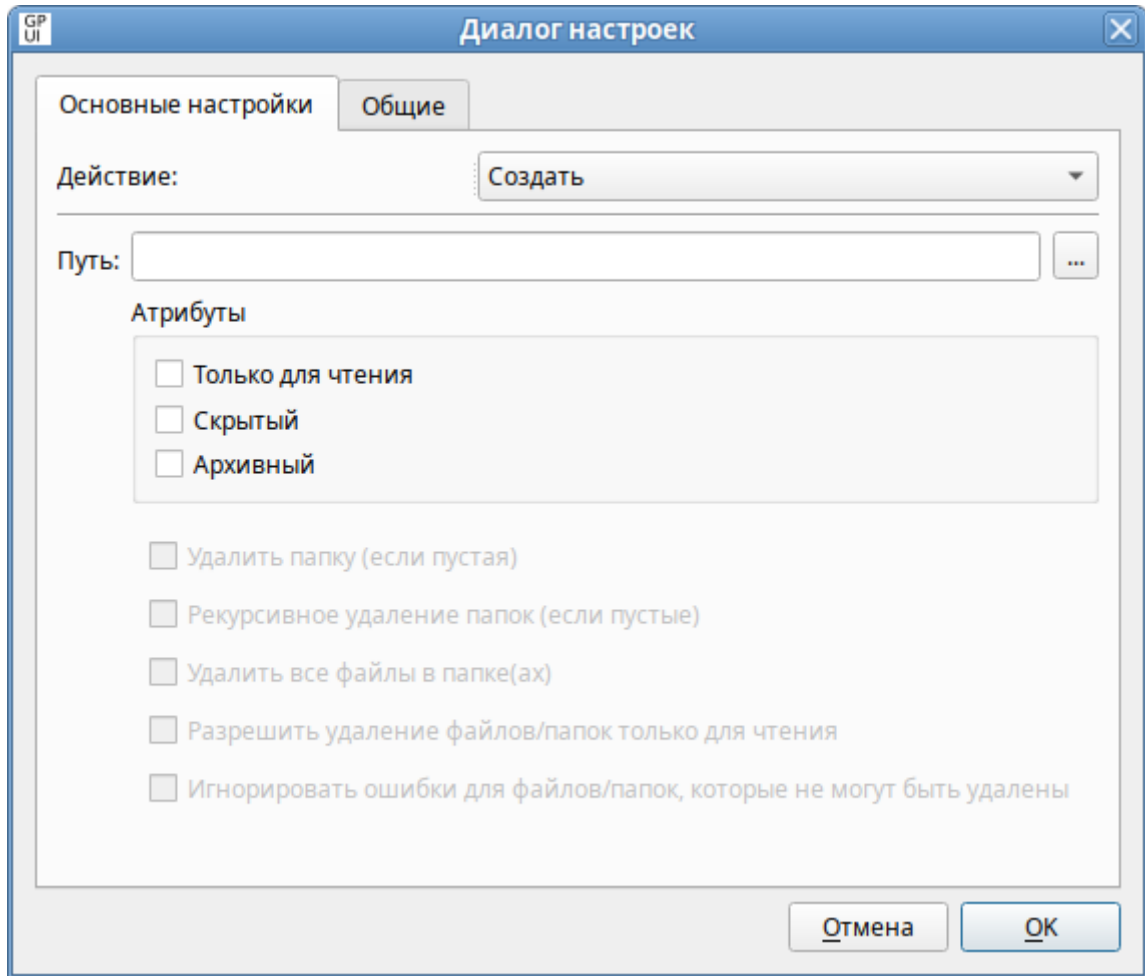 GP
UI
Диалог настроек
Основные настройки
Общие
Действие:
Создать
Путь:
...
Атрибуты
Только для чтения
Скрытый
Архивный
Удалить папку (если пустая)
Рекурсивное удаление папок (если пустые)
Удалить все файлы в папке(ах)
Разрешить удаление файлов/папок только для чтения
Игнорировать ошибки для файлов/папок, которые не могут быть удалены
Отмена
OK